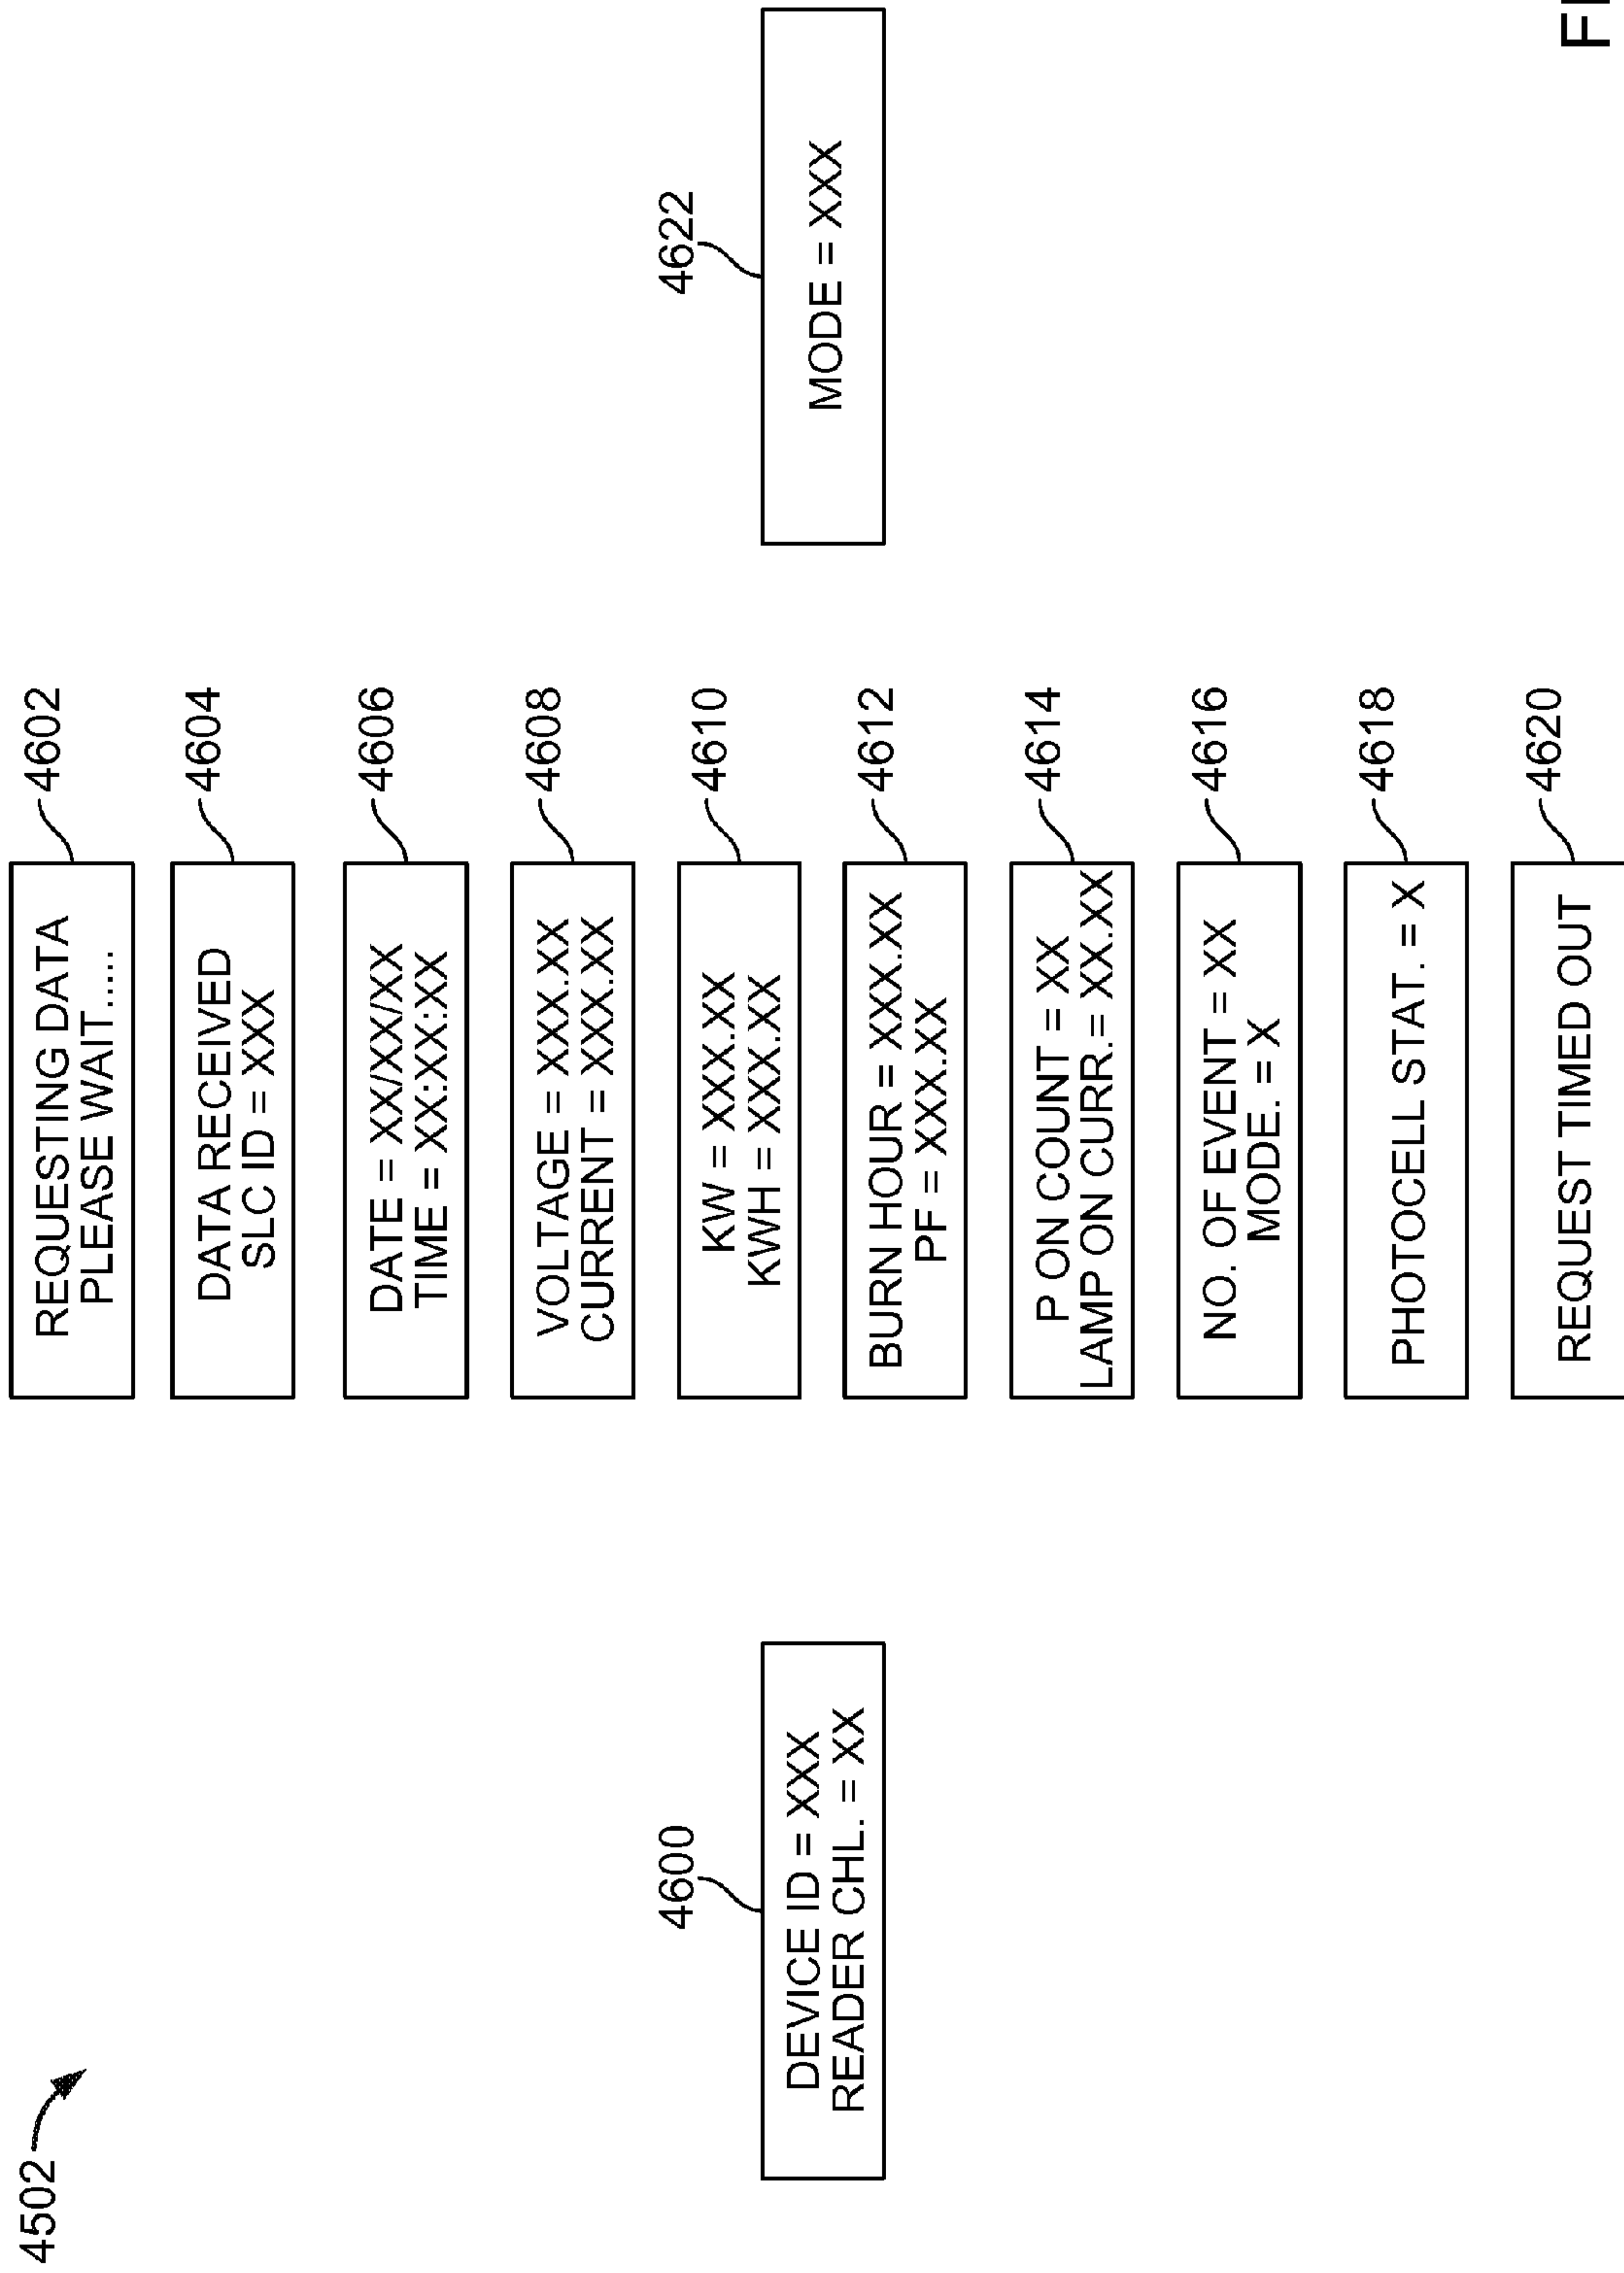 4502
4600
DEVICE ID = XXX
READER CHL. = XX
REQUESTING DATA
PLEASE WAIT.....
4602
DATA RECEIVED
SLC ID = XXX
4604
DATE = XX/XX/XX
TIME = XX:XX:XX
4606
VOLTAGE = XXX.XX
CURRENT = XXX.XX
4608
KW = XXX.XX
KWH = XXX.XX
4610
BURN HOUR = XXX.XX
PF = XXX.XX
4612
P ON COUNT = XX
LAMP ON CURR. = XX.XX
4614
NO. OF EVENT = XX
MODE. = X
4616
PHOTOCELL STAT. = X
4618
REQUEST TIMED OUT
4620
4622
MODE = XXX